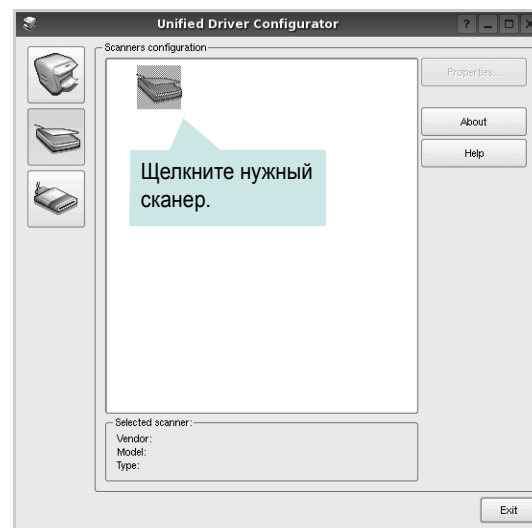 Unified Driver Configurator
Scanners configuration
Properties...
About
Help
Щелкните нужный
сканер.
Selected scanner:
Vendor:
Model:
Type:
Exit